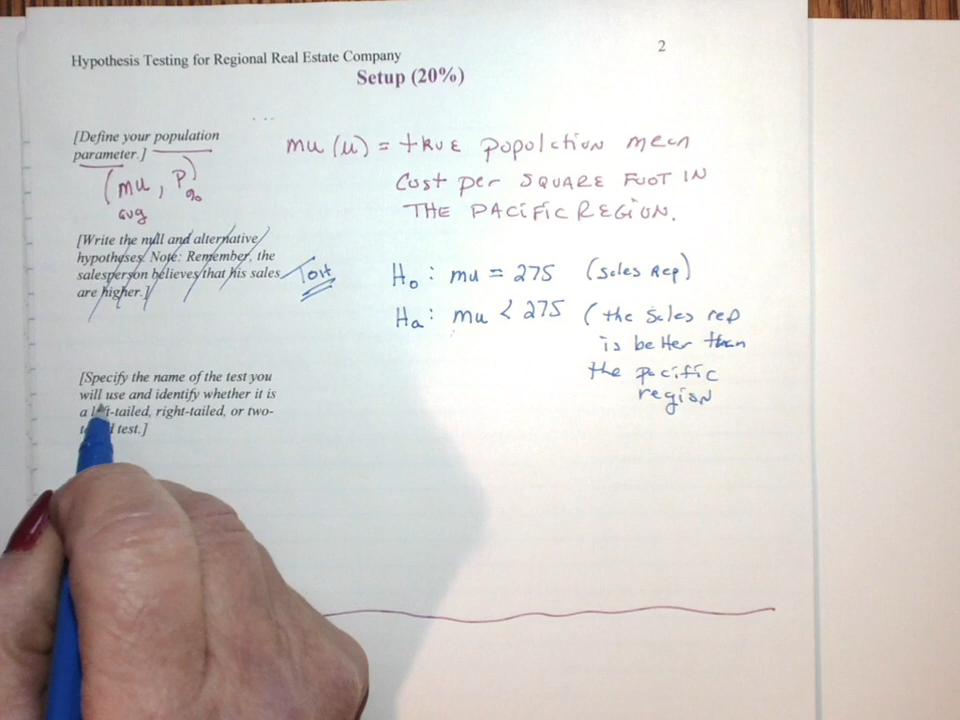 2
Hypothesis Testing for Regional Real Estate Company
Setup (20%)
[Define your population
parameter.]
(mu, P)
avg %
mu (u) = tRUE popolction mecn
Cost per SQUARE FOOT IN
THE PACIFIC REGION.
[Write the null and alternative
hypotheses. Note: Remember, the
salesperson believes that his sales
are higher.]
Ho: mu = 275 (sales Rep)
Ha: mu < 275 (the sales rep
is better than
the pacific
region
[Specify the name of the test you
will use and identify whether it is
a left-tailed, right-tailed, or two-
test.]